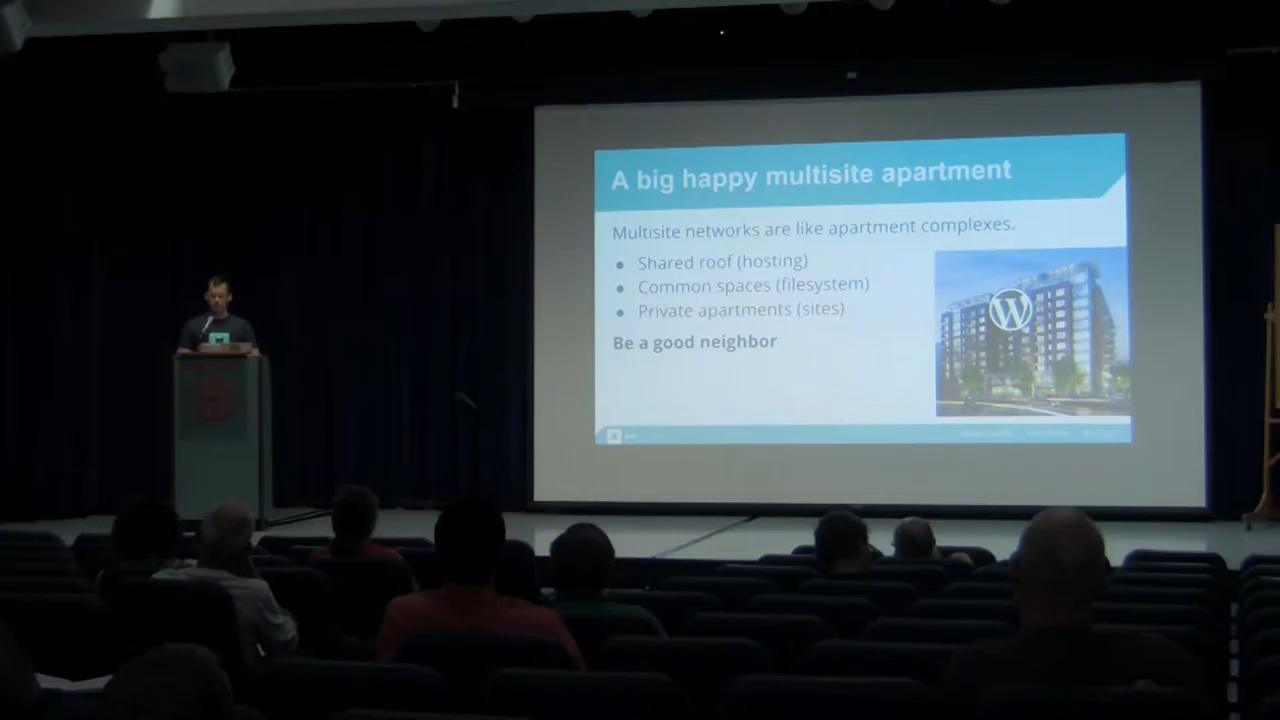 A big happy multisite apartment
Multisite networks are like apartment complexes.
● Shared roof (hosting)
● Common spaces (filesystem)
● Private apartments (sites)
Be a good neighbor
W